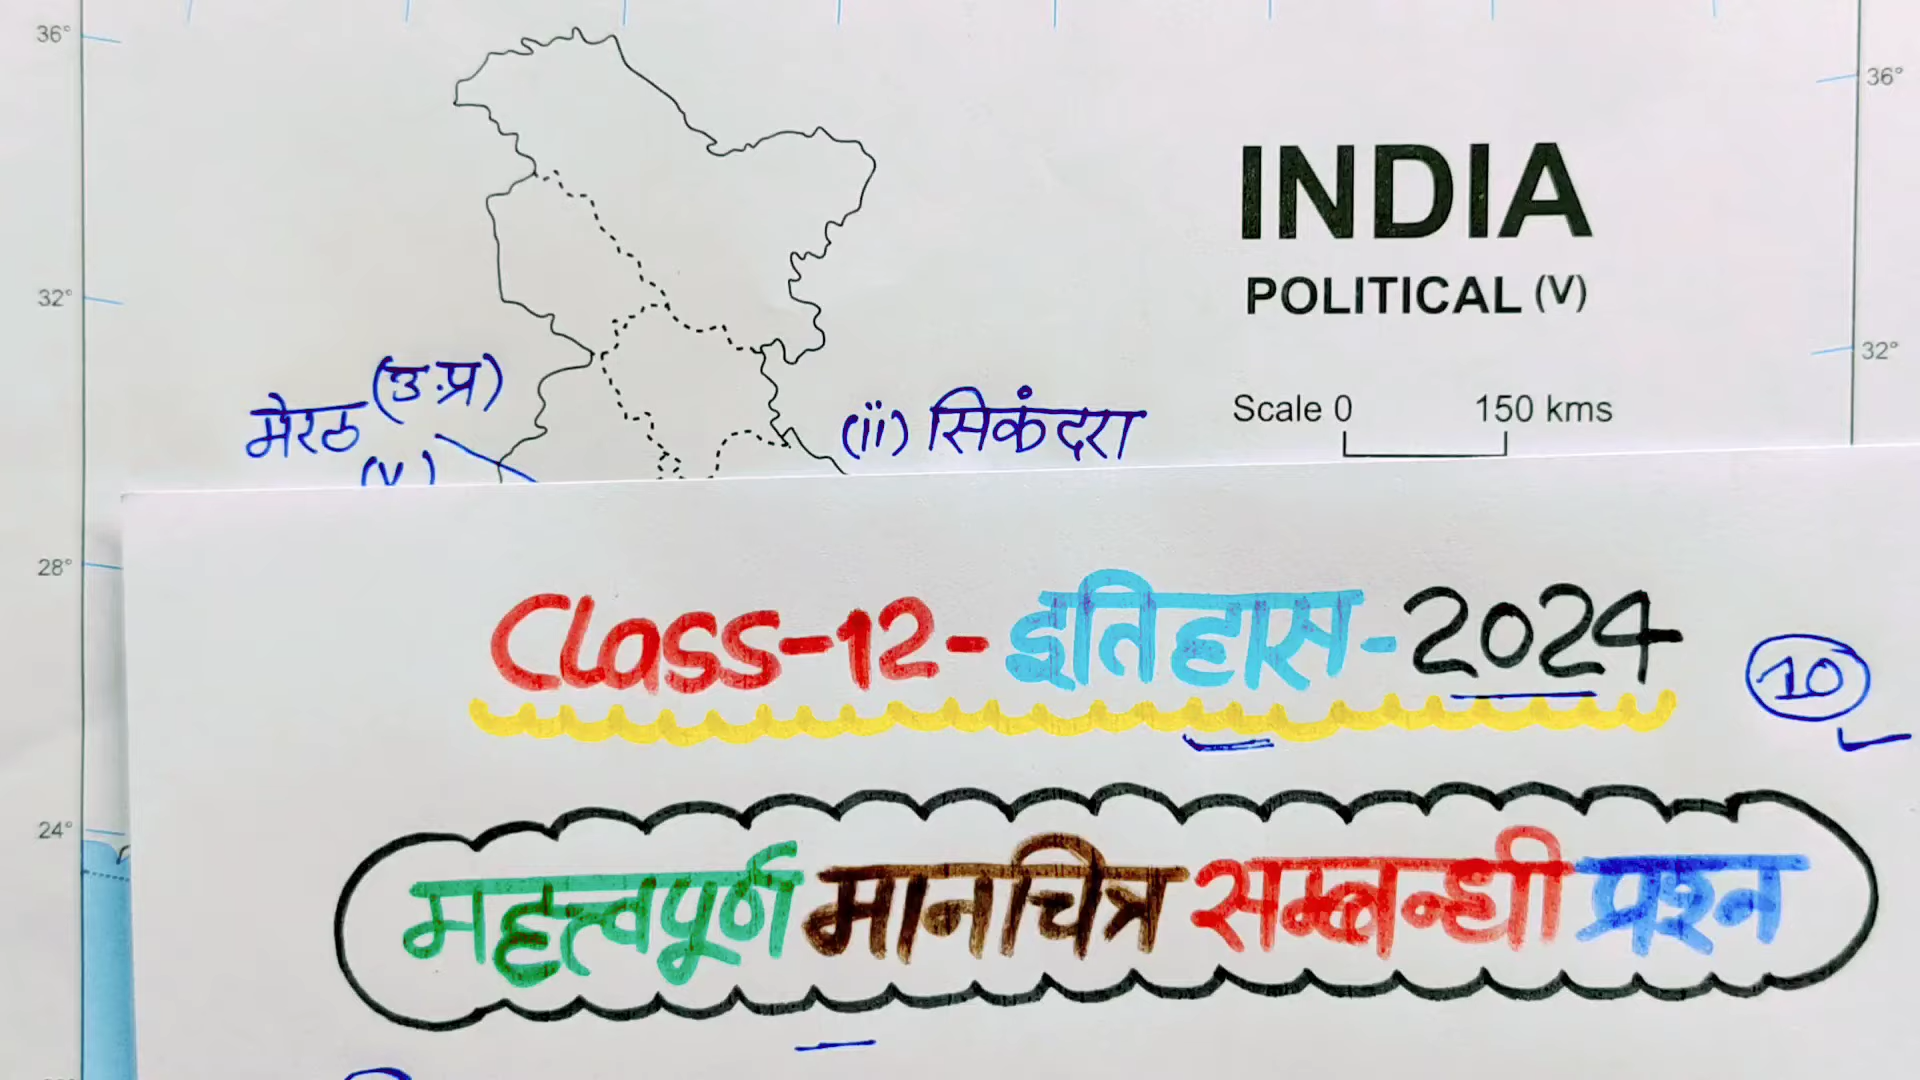 36°
36°
INDIA
POLITICAL (V)
32°
32°
Scale 0 150 kms
मेरठ (उ.प्र)
(v)
(ii) सिकंदरा
28°
Class-12-इतिहास-2024
10
24°
महत्त्वपूर्ण मानचित्र सम्बन्धी प्रश्न